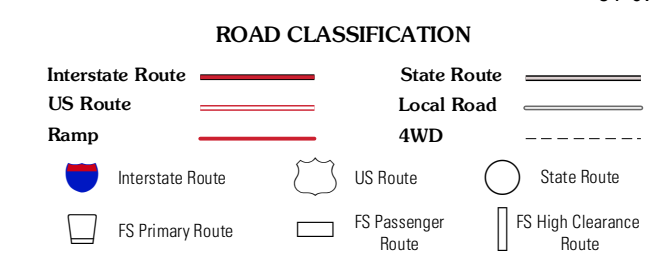 ROAD CLASSIFICATION
Interstate Route
State Route
US Route
Local Road
Ramp
4WD
Interstate Route
US Route
State Route
FS Primary Route
FS Passenger
Route
FS High Clearance
Route